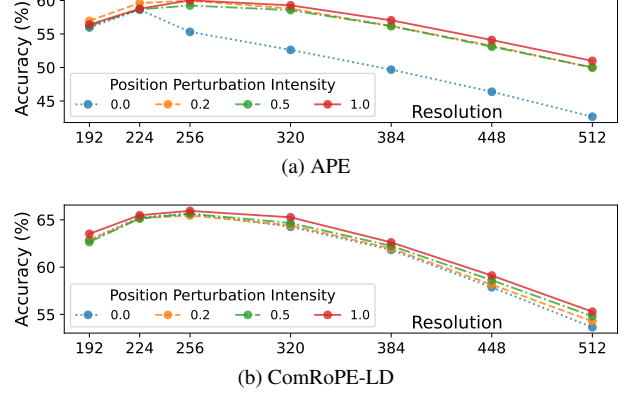 60
55
50
45
Accuracy (%)
Position Perturbation Intensity
0.0 0.2 0.5 1.0
Resolution
192 224 256 320 384 448 512
(a) APE
65
60
55
Accuracy (%)
Position Perturbation Intensity
0.0 0.2 0.5 1.0
Resolution
192 224 256 320 384 448 512
(b) ComRoPE-LD